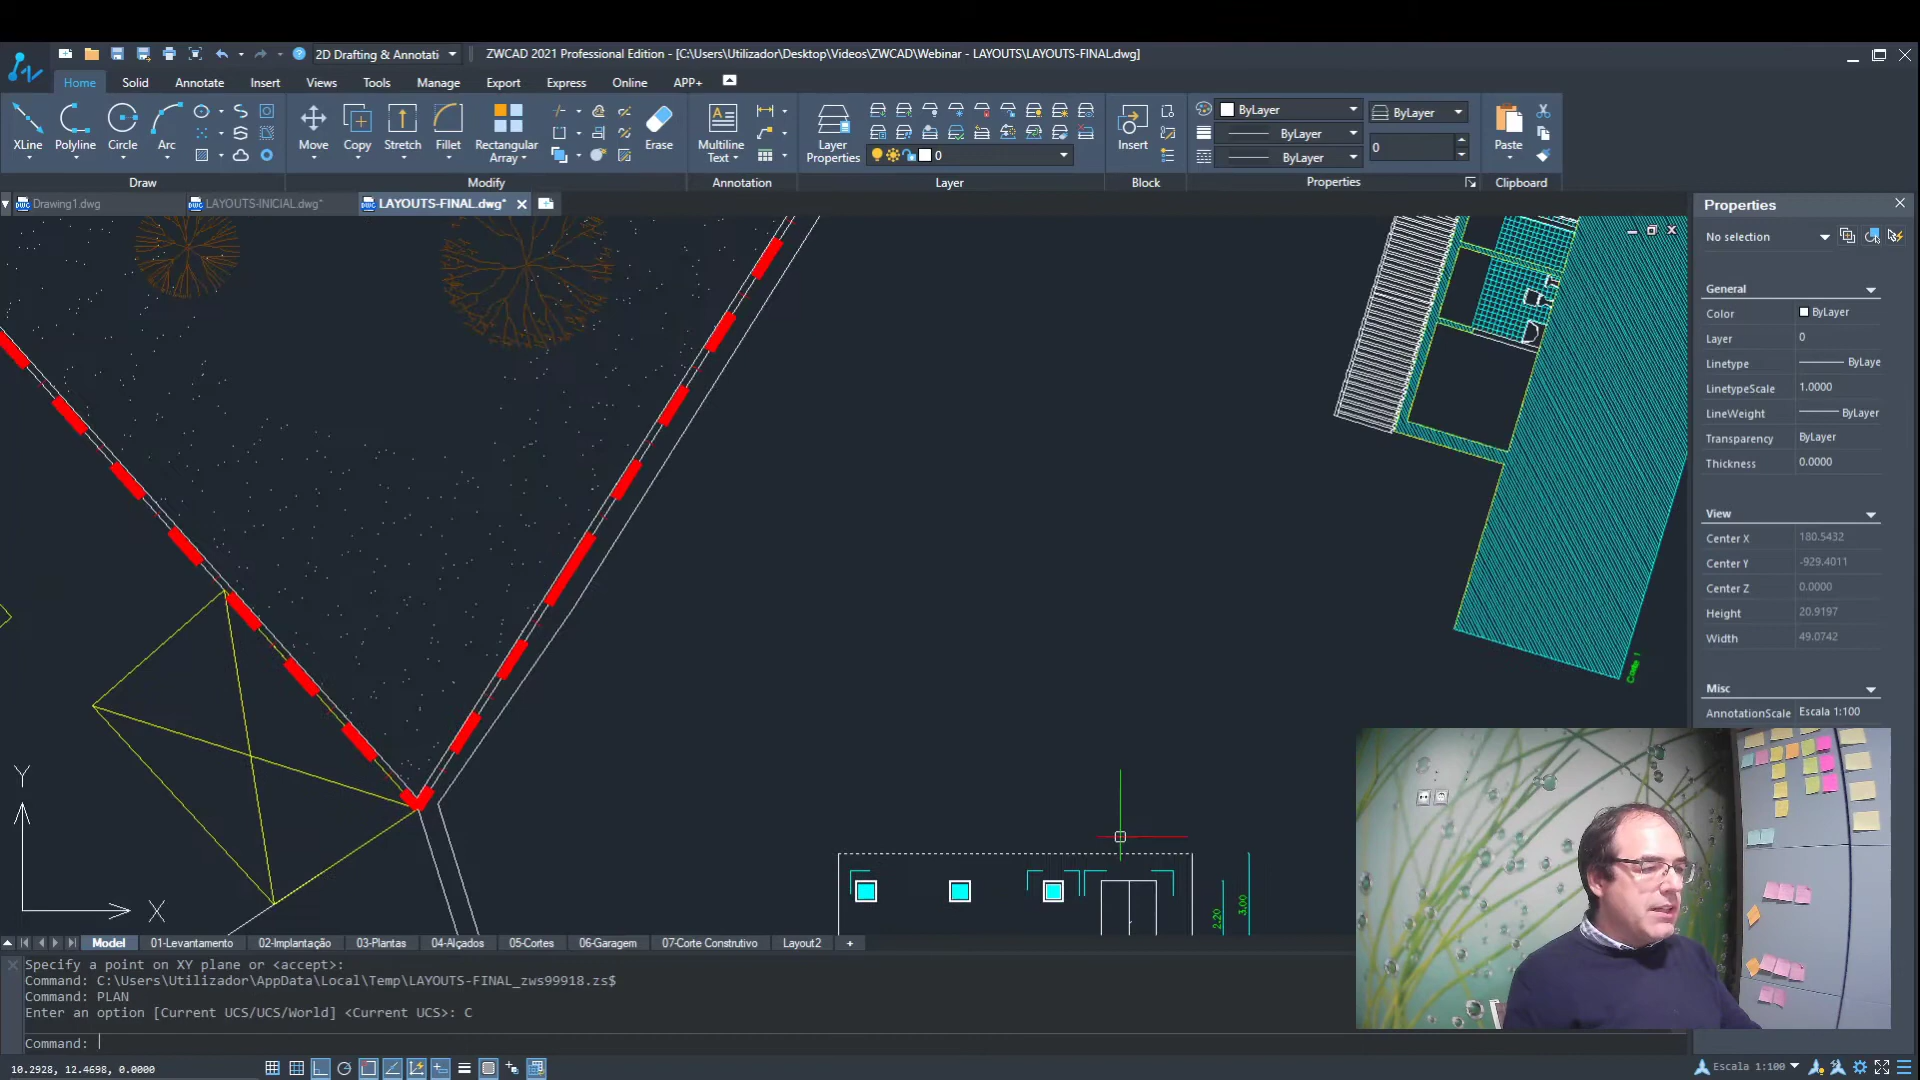 2D Drafting & Annotati
ZWCAD 2021 Professional Edition - [C:\Users\Utilizador\Desktop\Videos\ZWCAD\Webinar - LAYOUTS\LAYOUTS-FINAL.dwg]
Home Solid Annotate Insert Views Tools Manage Export Express Online APP+
XLine Polyline Circle Arc
Move Copy Stretch Fillet Rectangular Array Erase
Multiline Text
Layer Properties
0
Insert
ByLayer
ByLayer
ByLayer
ByLayer
0
Paste
Draw Modify Annotation Layer Block Properties Clipboard
Drawing1.dwg LAYOUTS-INICIAL.dwg* LAYOUTS-FINAL.dwg*
Properties
No selection
General
Color ByLayer
Layer 0
Linetype ByLaye
LinetypeScale 1.0000
LineWeight ByLayer
Transparency ByLayer
Thickness 0.0000
View
Center X 180.5432
Center Y -929.4011
Center Z 0.0000
Height 20.9197
Width 49.0742
Misc
AnnotationScale Escala 1:100
Corte 1
Y
X
2.20
3.00
Model 01-Levantamento 02-Implantação 03-Plantas 04-Alçados 05-Cortes 06-Garagem 07-Corte Construtivo Layout2 +
Specify a point on XY plane or <accept>:
Command: C:\Users\Utilizador\AppData\Local\Temp\LAYOUTS-FINAL_zws99918.zs$
Command: PLAN
Enter an option [Current UCS/UCS/World] <Current UCS>: C
Command:
10.2928, 12.4698, 0.0000
Escala 1:100